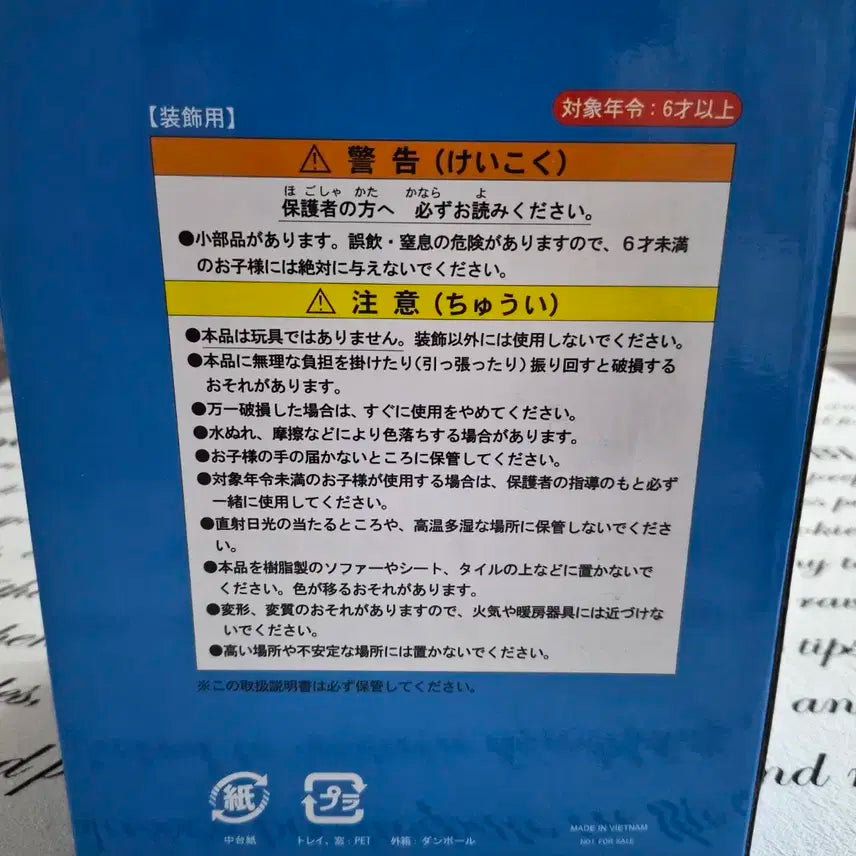 【装飾用】
対象年令:6才以上
⚠ 警告(けいこく)
ほごしゃ かた かなら よ
保護者の方へ 必ずお読みください。
●小部品があります。誤飲・窒息の危険がありますので、6才未満
のお子様には絶対に与えないでください。
⚠ 注意(ちゅうい)
●本品は玩具ではありません。装飾以外には使用しないでください。
●本品に無理な負担を掛けたり(引っ張ったり)振り回すと破損する
おそれがあります。
●万一破損した場合は、すぐに使用をやめてください。
●水ぬれ、摩擦などにより色落ちする場合があります。
●お子様の手の届かないところに保管してください。
●対象年令未満のお子様が使用する場合は、保護者の指導のもと必ず
一緒に使用してください。
●直射日光の当たるところや、高温多湿な場所に保管しないでくださ
い。
●本品を樹脂製のソファーやシート、タイルの上などに置かないで
ください。色が移るおそれがあります。
●変形、変質のおそれがありますので、火気や暖房器具には近づけな
いでください。
●高い場所や不安定な場所には置かないでください。
※この取扱説明書は必ず保管してください。
紙 プラ
中台紙 トレイ、窓:PET 外箱:ダンボール
MADE IN VIETNAM
NOT FOR SALE
tips
and